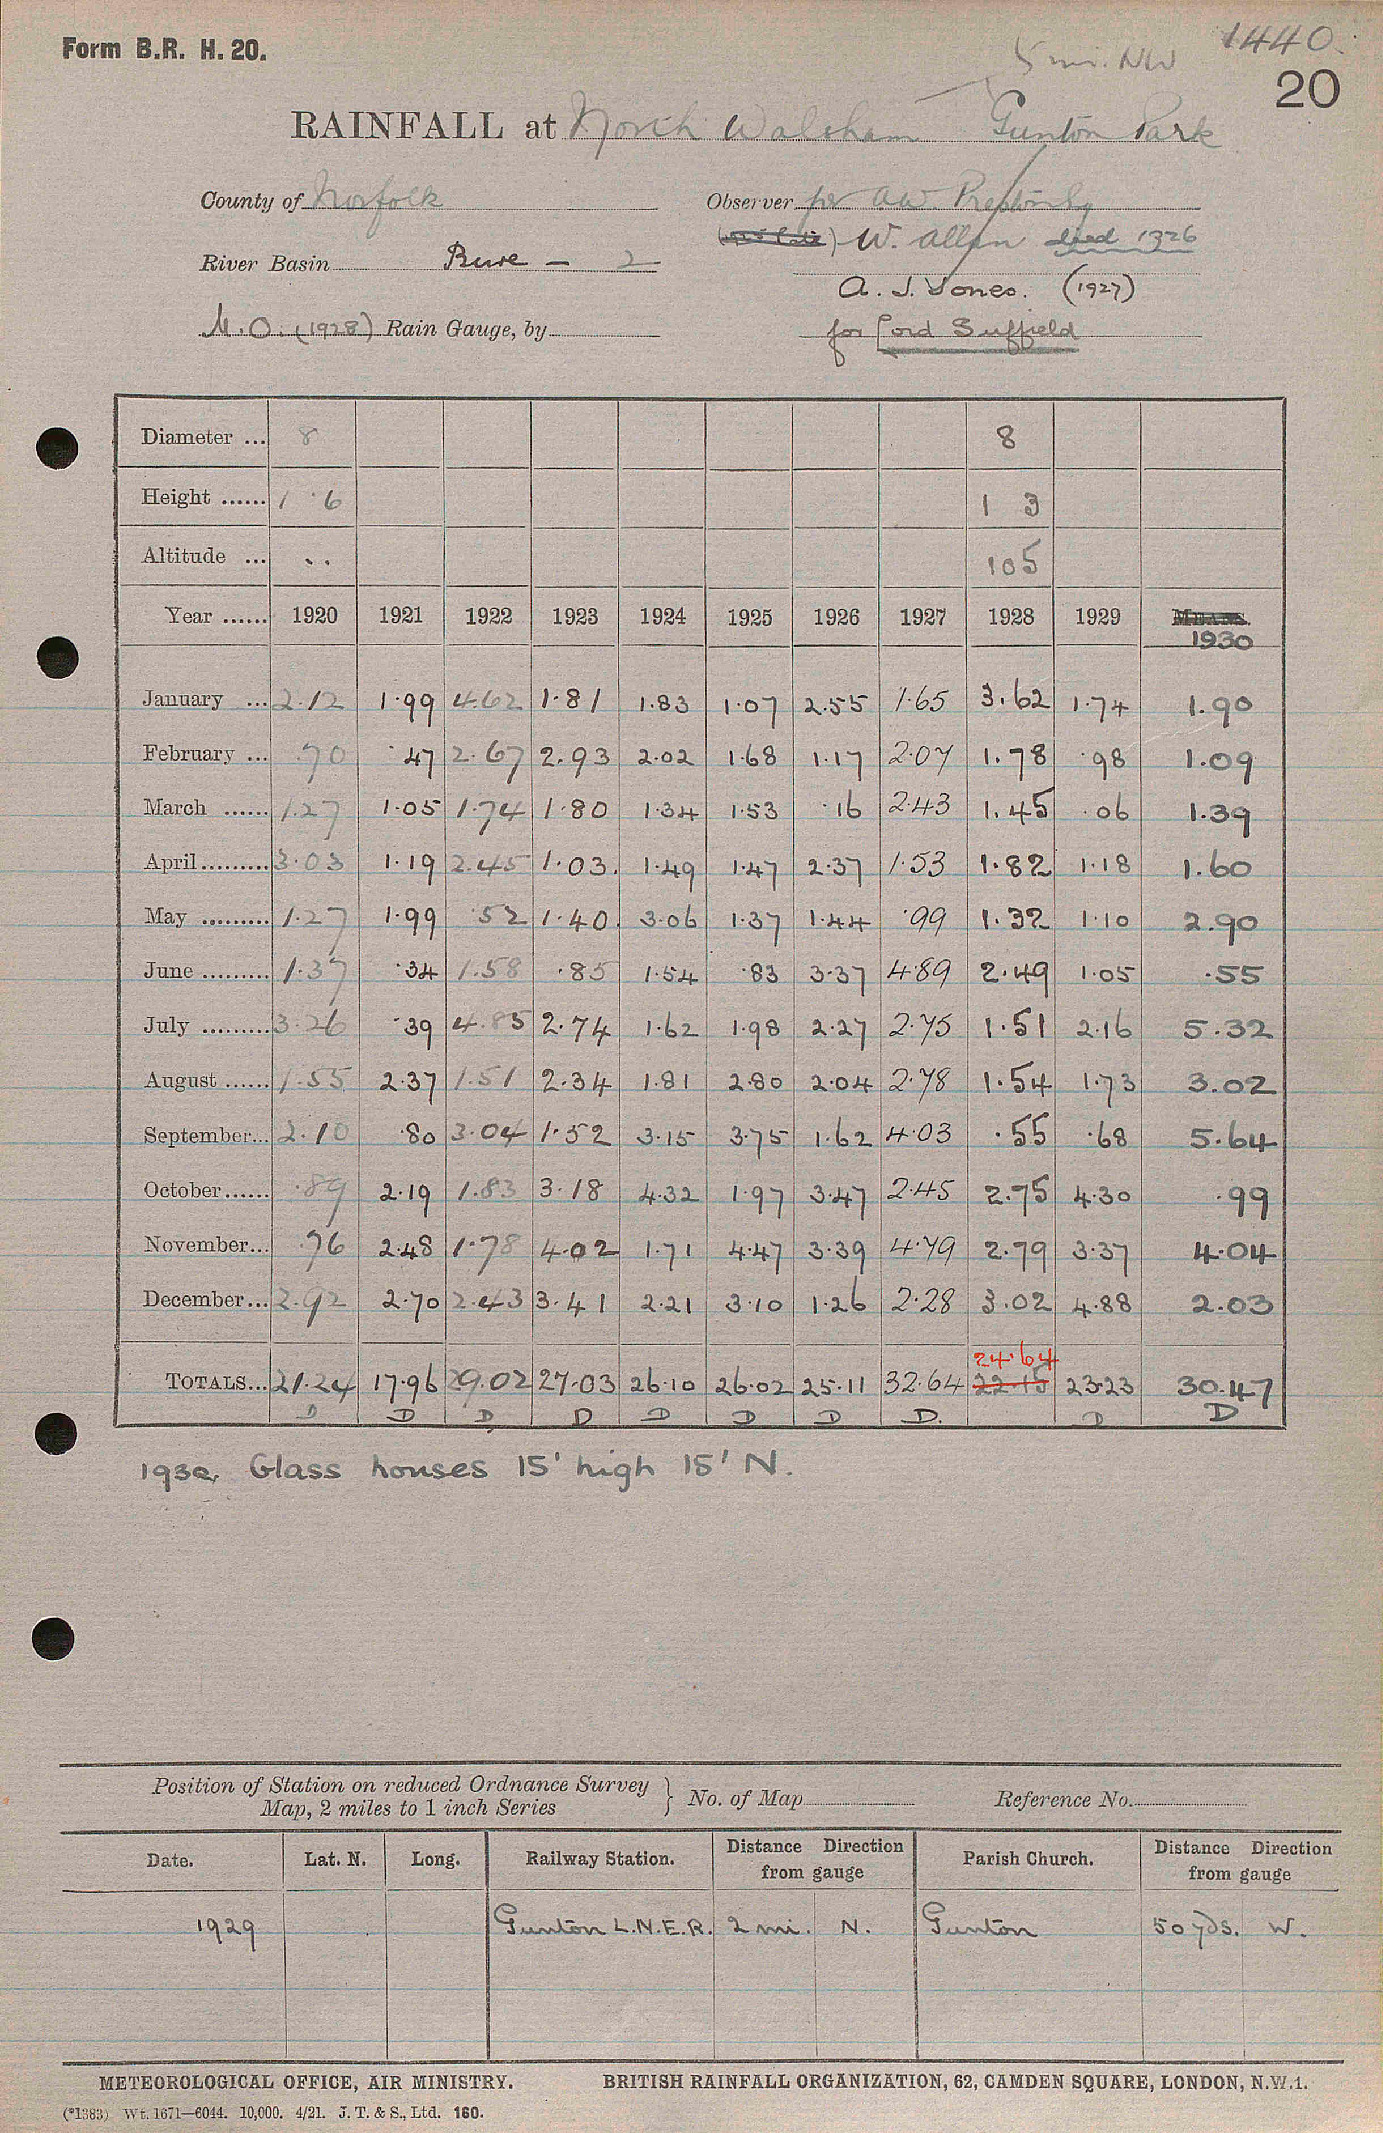 Form B.R. H. 20.
1440.
5 mi. NW
20
RAINFALL at North Walsham Gunton Park
County of Norfolk
Observer per A.W. Preston Esq
W. Allan died 1926
River Basin Bure - 2
A. J. Jones. (1927)
M.O. (1928) Rain Gauge, by
for Lord Suffield
Diameter ... 8 8
Height ...... 1 ·6 1 3
Altitude ... .. 105
Year ...... 1920 1921 1922 1923 1924 1925 1926 1927 1928 1929 MEANS.
1930
January ... 2.12 1.99 4.62 1.81 1.83 1.07 2.55 1.65 3.62 1.74 1.90
February ... .70 .47 2.67 2.93 2.02 1.68 1.17 2.07 1.78 .98 1.09
March ...... 1.27 1.05 1.74 1.80 1.34 1.53 .16 2.43 1.45 .06 1.39
April ......... 3.03 1.19 2.45 1.03. 1.49 1.47 2.37 1.53 1.82 1.18 1.60
May ......... 1.27 1.99 .52 1.40. 3.06 1.37 1.44 .99 1.32 1.10 2.90
June ......... 1.37 .34 1.58 .85 1.54 .83 3.37 4.89 2.49 1.05 .55
July ......... 3.26 .39 4.85 2.74 1.62 1.98 2.27 2.75 1.51 2.16 5.32
August ...... 1.55 2.37 1.51 2.34 1.81 2.80 2.04 2.78 1.54 1.73 3.02
September... 2.10 .80 3.04 1.52 3.15 3.75 1.62 4.03 .55 .68 5.64
October...... .89 2.19 1.83 3.18 4.32 1.97 3.47 2.45 2.75 4.30 .99
November... .76 2.48 1.78 4.02 1.71 4.47 3.39 4.79 2.79 3.37 4.04
December... 2.92 2.70 2.43 3.41 2.21 3.10 1.26 2.28 3.02 4.88 2.03
24.64
TOTALS... 21.24 17.96 29.02 27.03 26.10 26.02 25.11 32.64 22.15 23.23 30.47
D D D D D D D D. D D
1930. Glass houses 15' high 15' N.
Position of Station on reduced Ordnance Survey
Map, 2 miles to 1 inch Series } No. of Map Reference No.
Date. Lat. N. Long. Railway Station. Distance Direction from gauge Parish Church. Distance Direction from gauge
1929 Gunton L.N.E.R. 2 mi. N. Gunton 50 yds. W.
METEOROLOGICAL OFFICE, AIR MINISTRY. BRITISH RAINFALL ORGANIZATION, 62, CAMDEN SQUARE, LONDON, N.W.1.
(*1383) Wt. 1671—6044. 10,000. 4/21. J. T. & S., Ltd. 160.